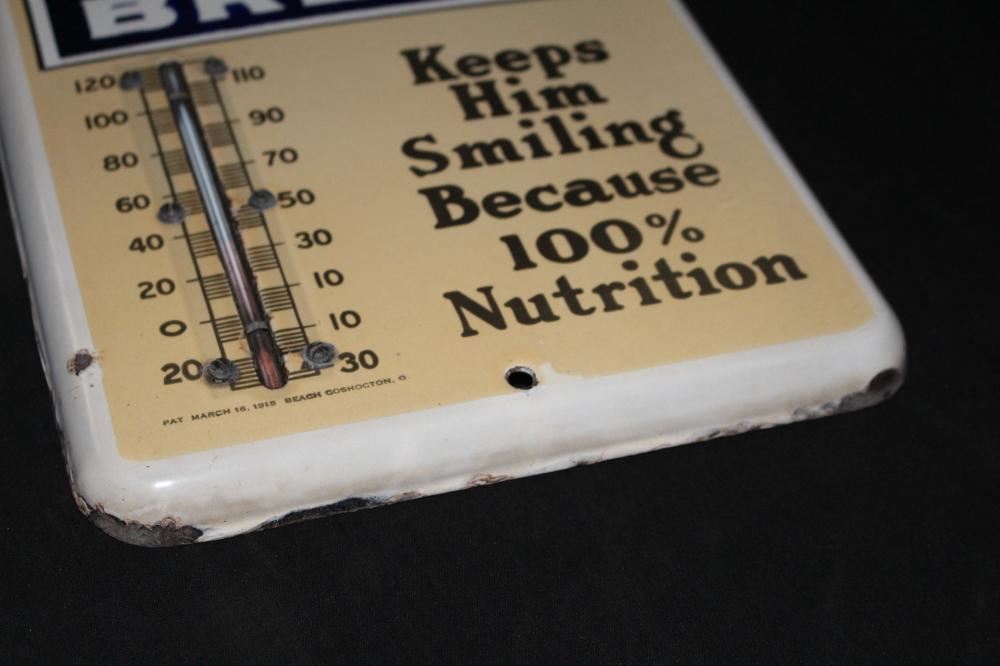 120 110
100 90
80 70
60 50
40 30
20 10
0 10
20 30
PAT. MARCH 16, 1915 BEACH COSHOCTON, O.
Keeps
Him
Smiling
Because
100%
Nutrition